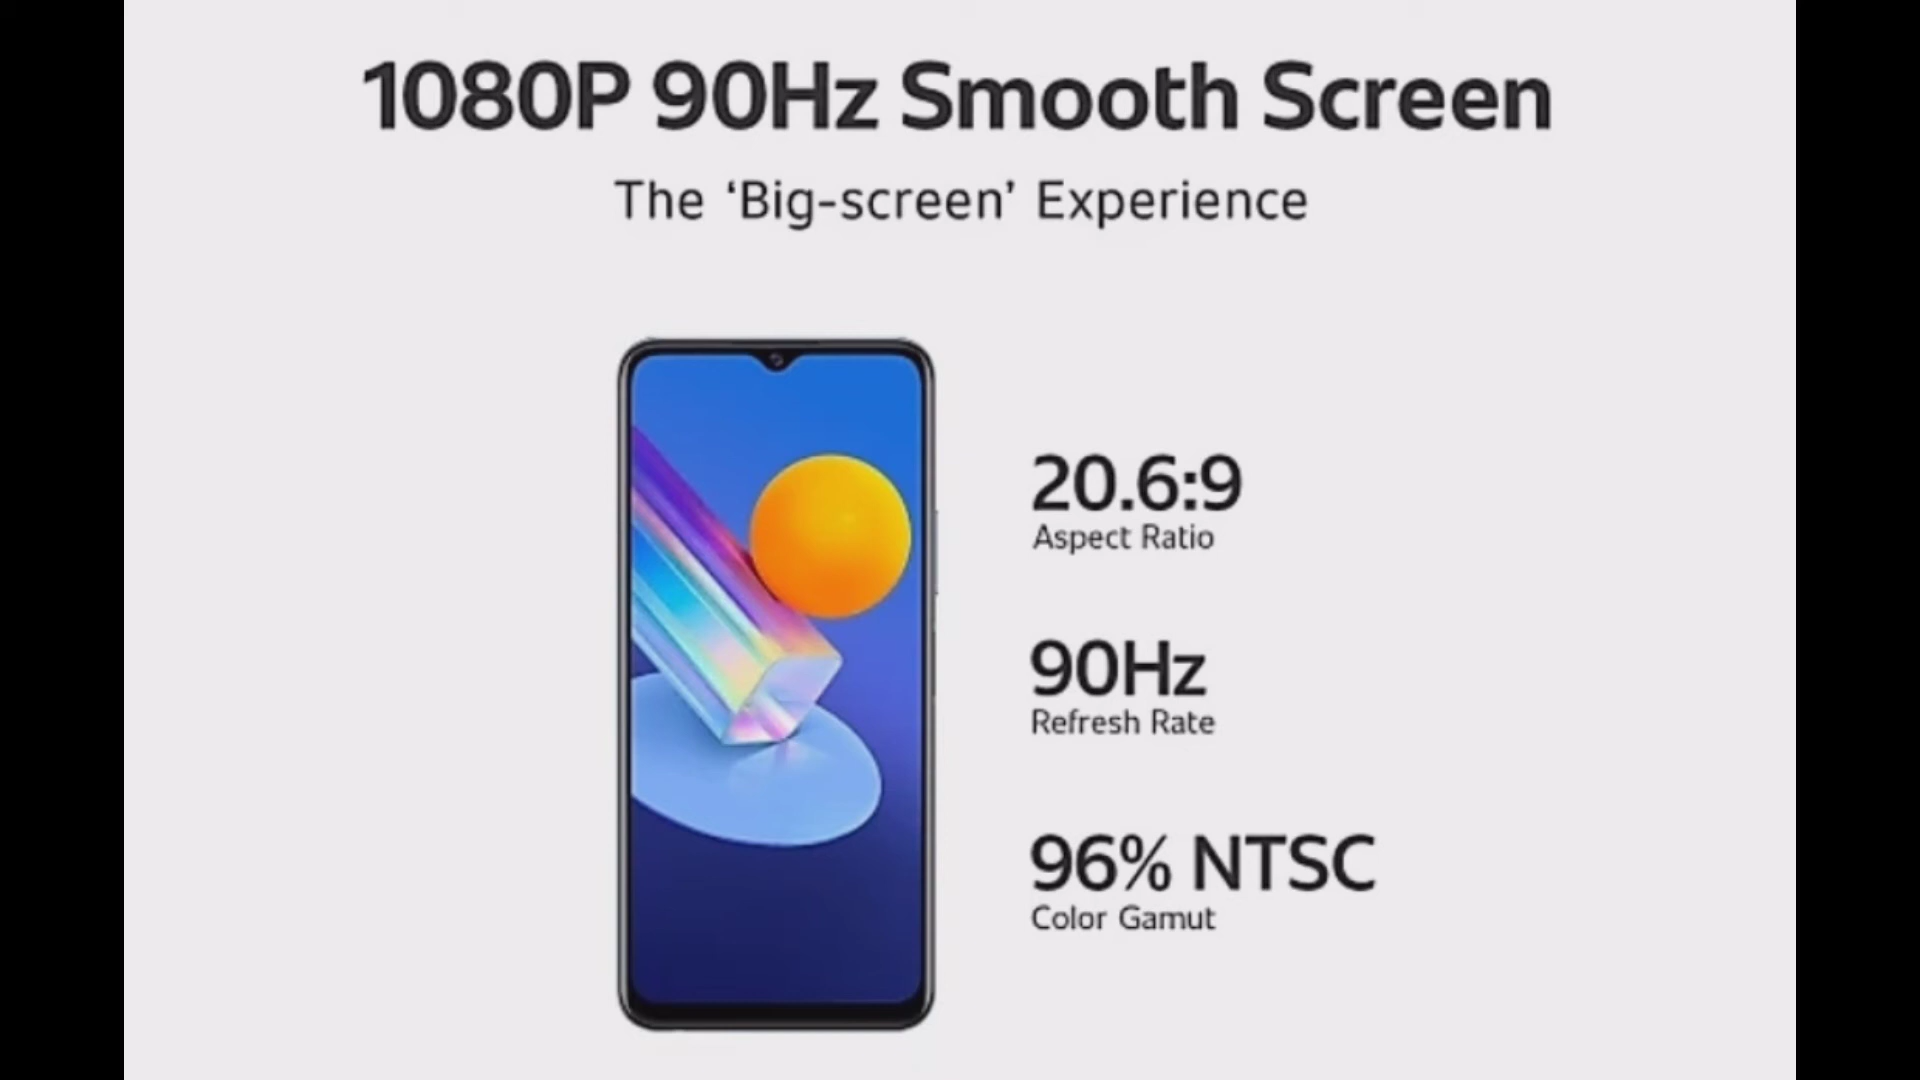 1080P 90Hz Smooth Screen
The ‘Big-screen’ Experience
20.6:9
Aspect Ratio
90Hz
Refresh Rate
96% NTSC
Color Gamut